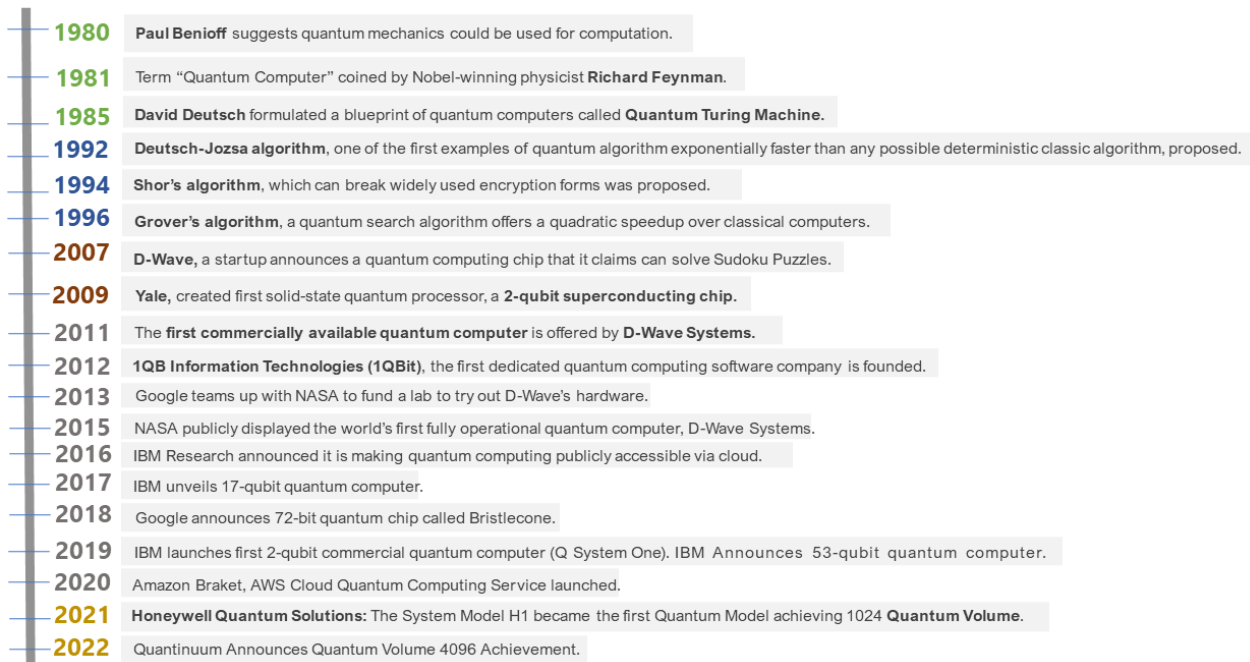 1980 Paul Benioff suggests quantum mechanics could be used for computation.
1981 Term “Quantum Computer” coined by Nobel-winning physicist Richard Feynman.
1985 David Deutsch formulated a blueprint of quantum computers called Quantum Turing Machine.
1992 Deutsch-Jozsa algorithm, one of the first examples of quantum algorithm exponentially faster than any possible deterministic classic algorithm, proposed.
1994 Shor's algorithm, which can break widely used encryption forms was proposed.
1996 Grover's algorithm, a quantum search algorithm offers a quadratic speedup over classical computers.
2007 D-Wave, a startup announces a quantum computing chip that it claims can solve Sudoku Puzzles.
2009 Yale, created first solid-state quantum processor, a 2-qubit superconducting chip.
2011 The first commercially available quantum computer is offered by D-Wave Systems.
2012 1QB Information Technologies (1QBit), the first dedicated quantum computing software company is founded.
2013 Google teams up with NASA to fund a lab to try out D-Wave's hardware.
2015 NASA publicly displayed the world's first fully operational quantum computer, D-Wave Systems.
2016 IBM Research announced it is making quantum computing publicly accessible via cloud.
2017 IBM unveils 17-qubit quantum computer.
2018 Google announces 72-bit quantum chip called Bristlecone.
2019 IBM launches first 2-qubit commercial quantum computer (Q System One). IBM Announces 53-qubit quantum computer.
2020 Amazon Braket, AWS Cloud Quantum Computing Service launched.
2021 Honeywell Quantum Solutions: The System Model H1 became the first Quantum Model achieving 1024 Quantum Volume.
2022 Quantinuum Announces Quantum Volume 4096 Achievement.